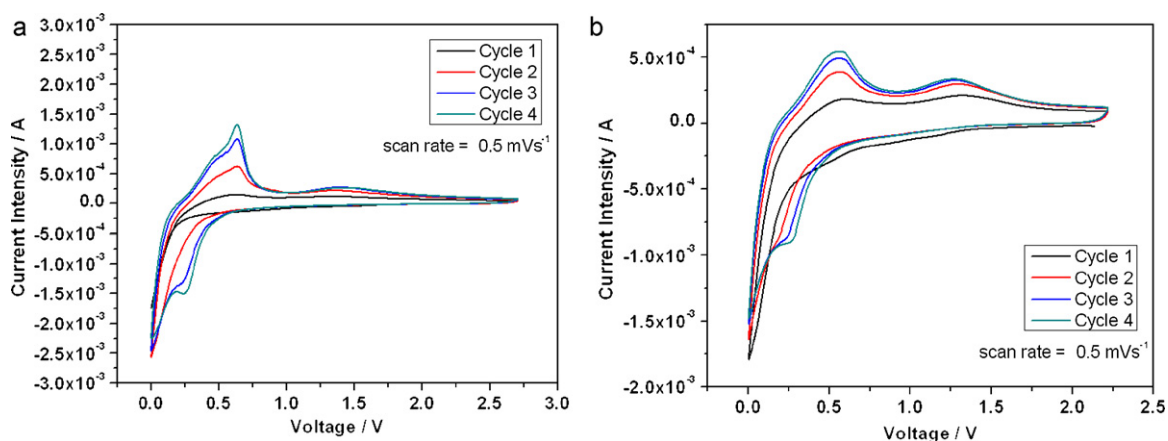 a
3.0x10⁻³
2.5x10⁻³
2.0x10⁻³
1.5x10⁻³
1.0x10⁻³
5.0x10⁻⁴
0.0
-5.0x10⁻⁴
-1.0x10⁻³
-1.5x10⁻³
-2.0x10⁻³
-2.5x10⁻³
-3.0x10⁻³
Current Intensity / A
Cycle 1
Cycle 2
Cycle 3
Cycle 4
scan rate = 0.5 mVs⁻¹
0.0 0.5 1.0 1.5 2.0 2.5 3.0
Voltage / V
b
5.0x10⁻⁴
0.0
-5.0x10⁻⁴
-1.0x10⁻³
-1.5x10⁻³
-2.0x10⁻³
Current Intensity / A
Cycle 1
Cycle 2
Cycle 3
Cycle 4
scan rate = 0.5 mVs⁻¹
0.0 0.5 1.0 1.5 2.0 2.5
Voltage / V